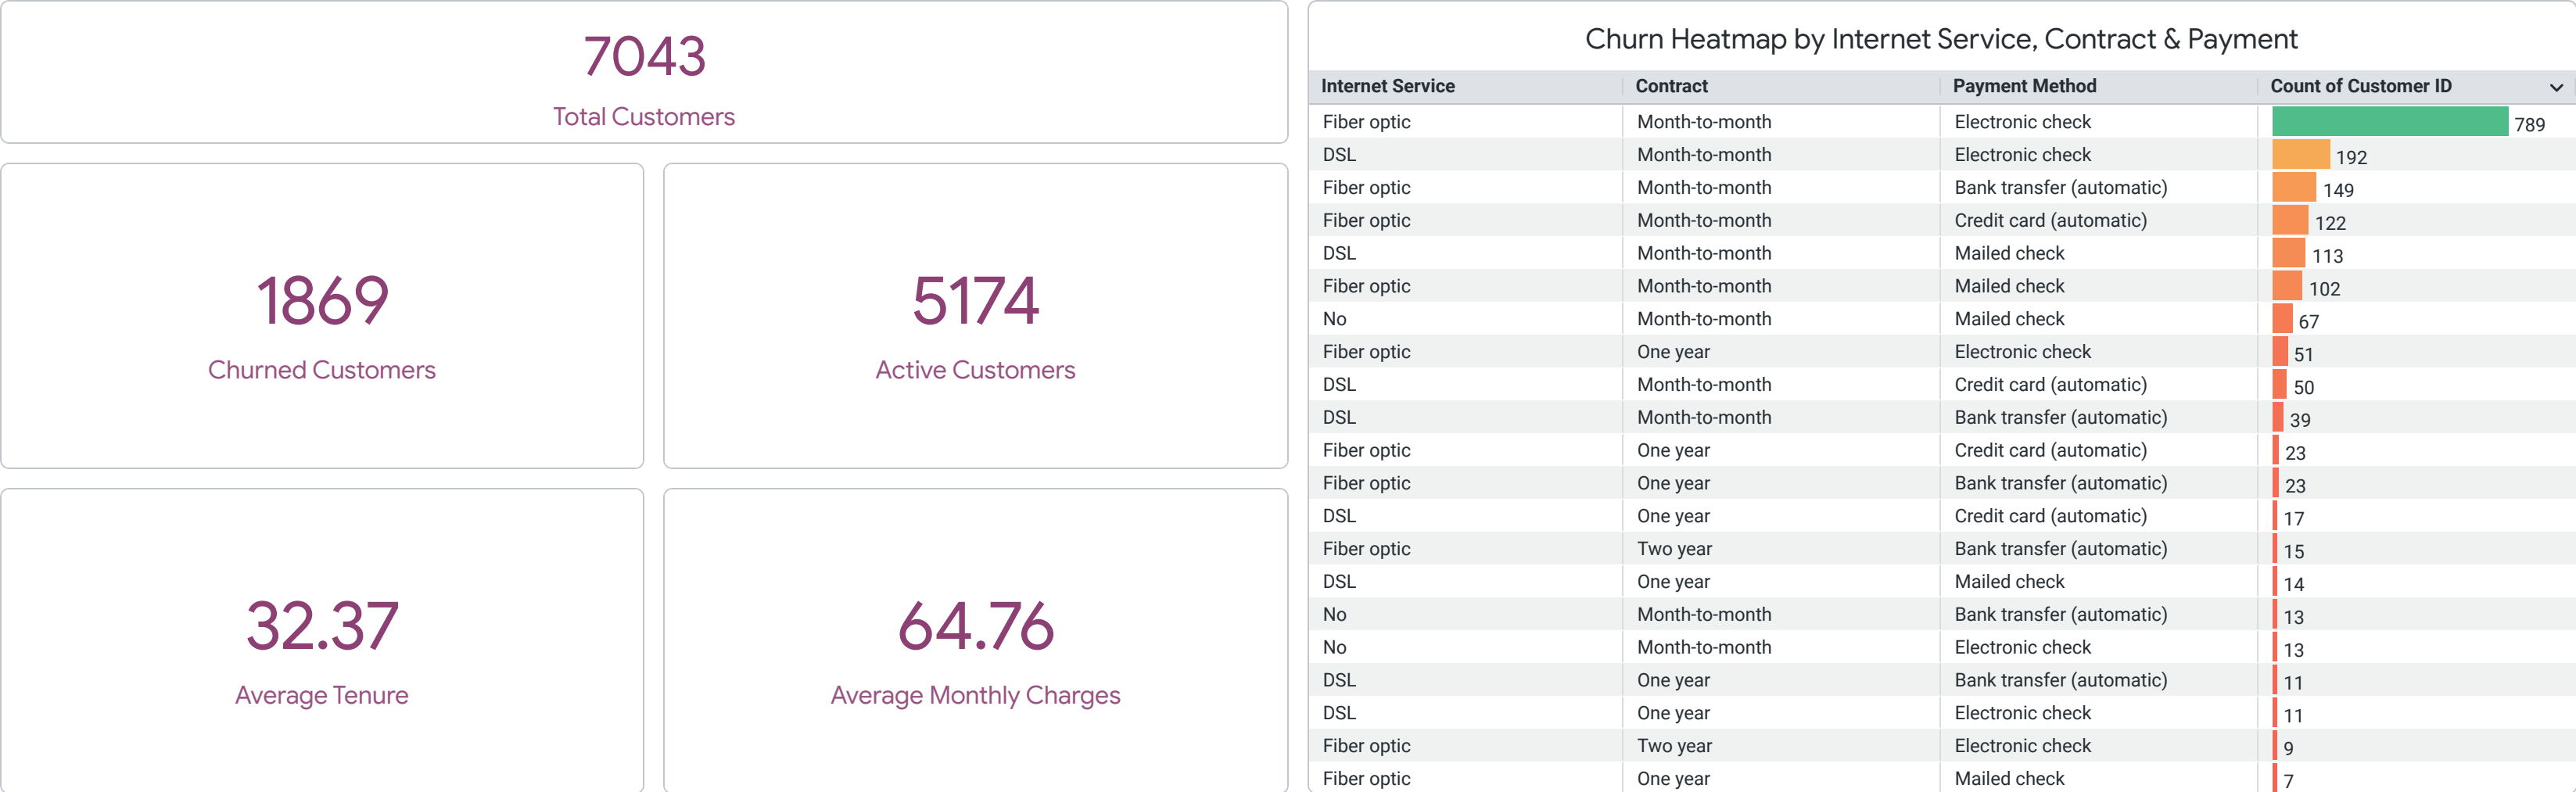 7043
Total Customers
1869
Churned Customers
5174
Active Customers
32.37
Average Tenure
64.76
Average Monthly Charges
Churn Heatmap by Internet Service, Contract & Payment
Internet Service Contract Payment Method Count of Customer ID
Fiber optic Month-to-month Electronic check 789
DSL Month-to-month Electronic check 192
Fiber optic Month-to-month Bank transfer (automatic) 149
Fiber optic Month-to-month Credit card (automatic) 122
DSL Month-to-month Mailed check 113
Fiber optic Month-to-month Mailed check 102
No Month-to-month Mailed check 67
Fiber optic One year Electronic check 51
DSL Month-to-month Credit card (automatic) 50
DSL Month-to-month Bank transfer (automatic) 39
Fiber optic One year Credit card (automatic) 23
Fiber optic One year Bank transfer (automatic) 23
DSL One year Credit card (automatic) 17
Fiber optic Two year Bank transfer (automatic) 15
DSL One year Mailed check 14
No Month-to-month Bank transfer (automatic) 13
No Month-to-month Electronic check 13
DSL One year Bank transfer (automatic) 11
DSL One year Electronic check 11
Fiber optic Two year Electronic check 9
Fiber optic One year Mailed check 7